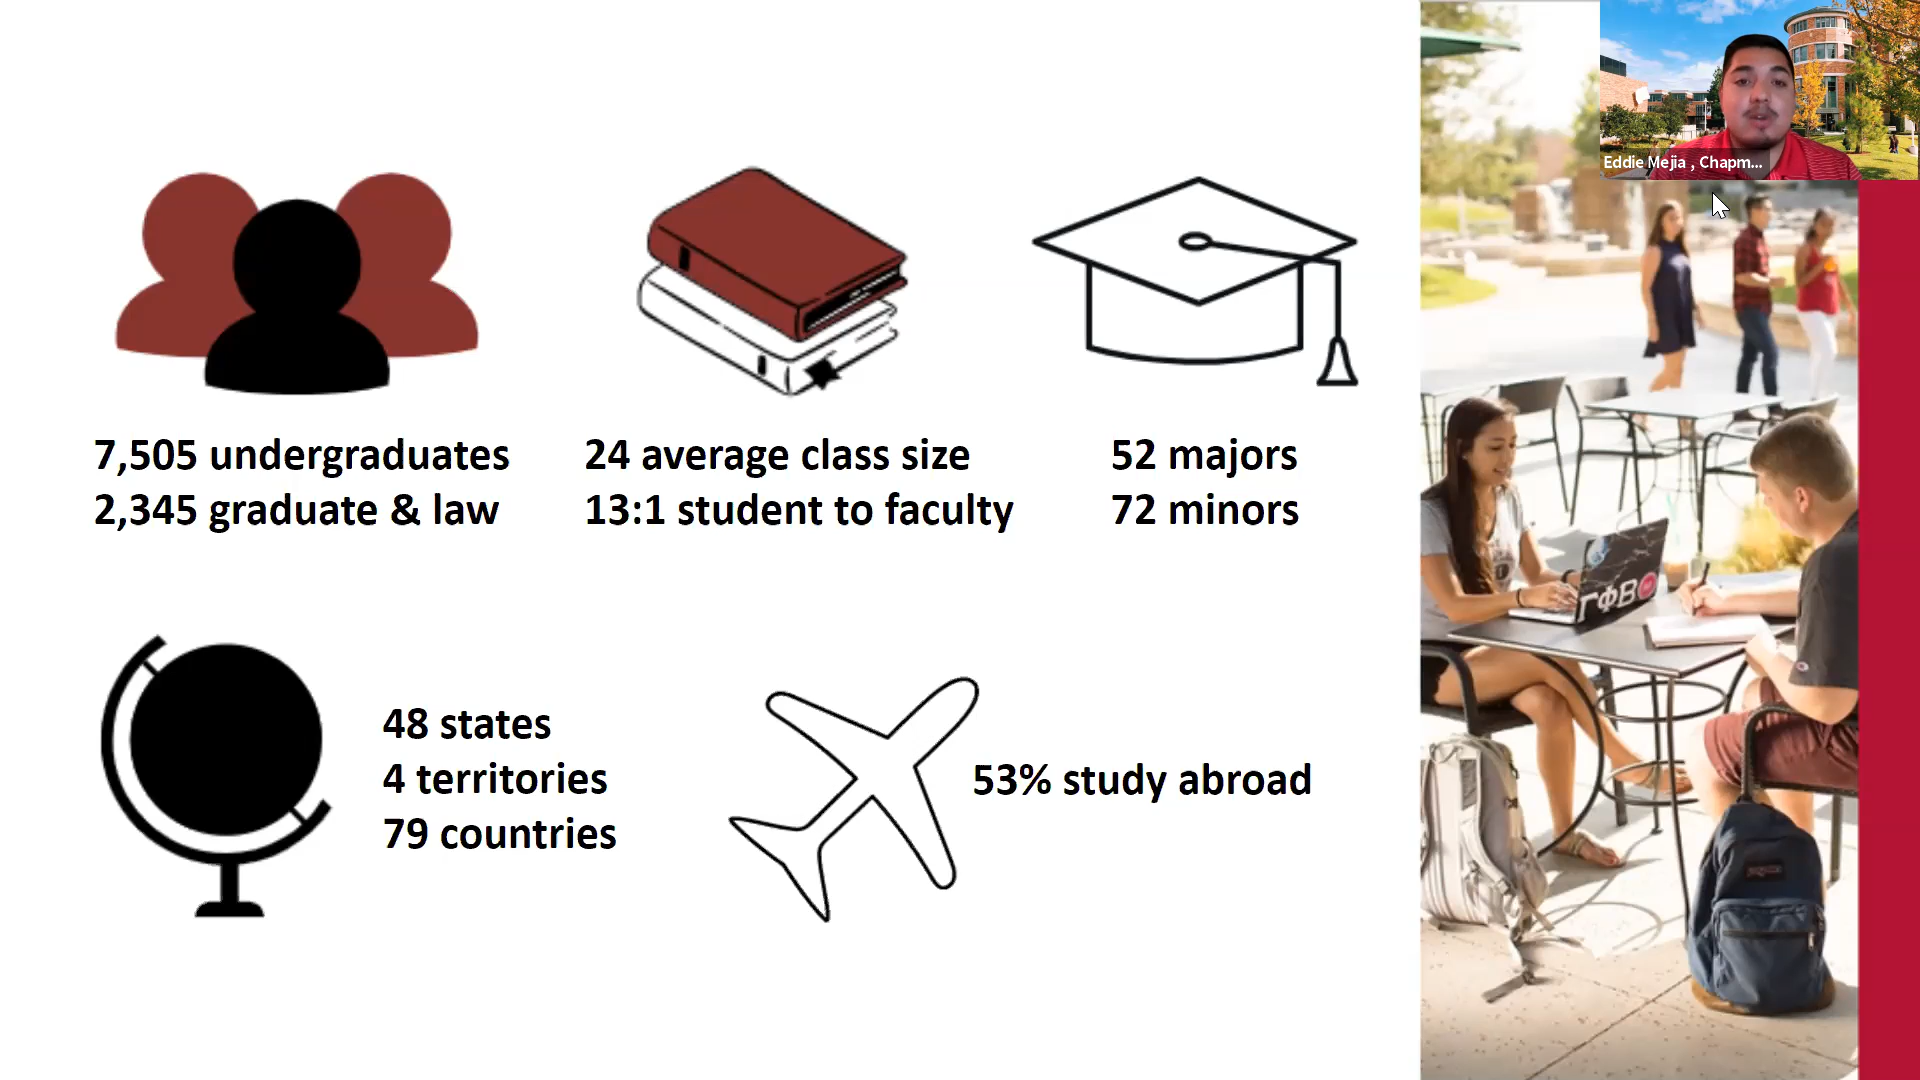 Eddie Mejia , Chapm...
7,505 undergraduates
2,345 graduate & law
24 average class size
13:1 student to faculty
52 majors
72 minors
48 states
4 territories
79 countries
53% study abroad
ΓΦΒ